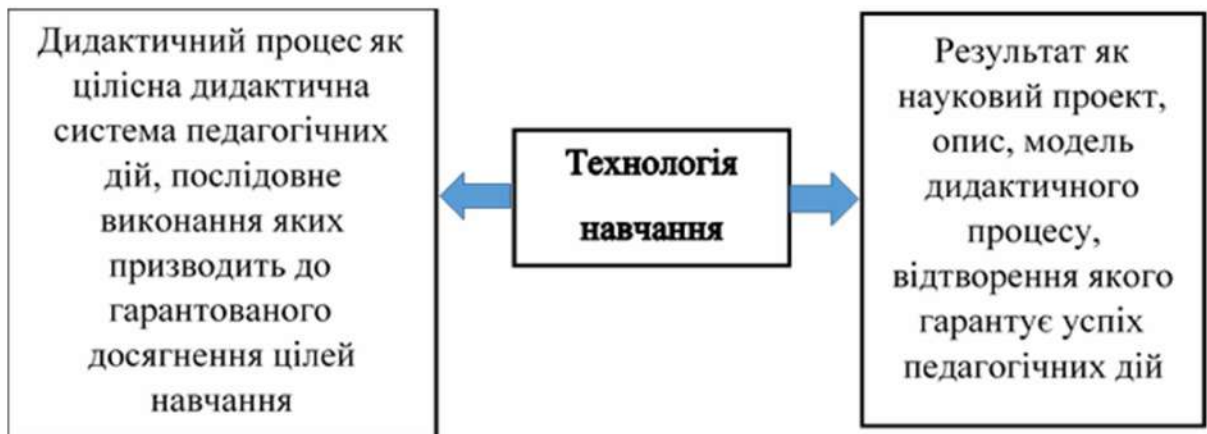 Дидактичний процес як
цілісна дидактична
система педагогічних
дій, послідовне
виконання яких
призводить до
гарантованого
досягнення цілей
навчання
Технологія
навчання
Результат як
науковий проект,
опис, модель
дидактичного
процесу,
відтворення якого
гарантує успіх
педагогічних дій